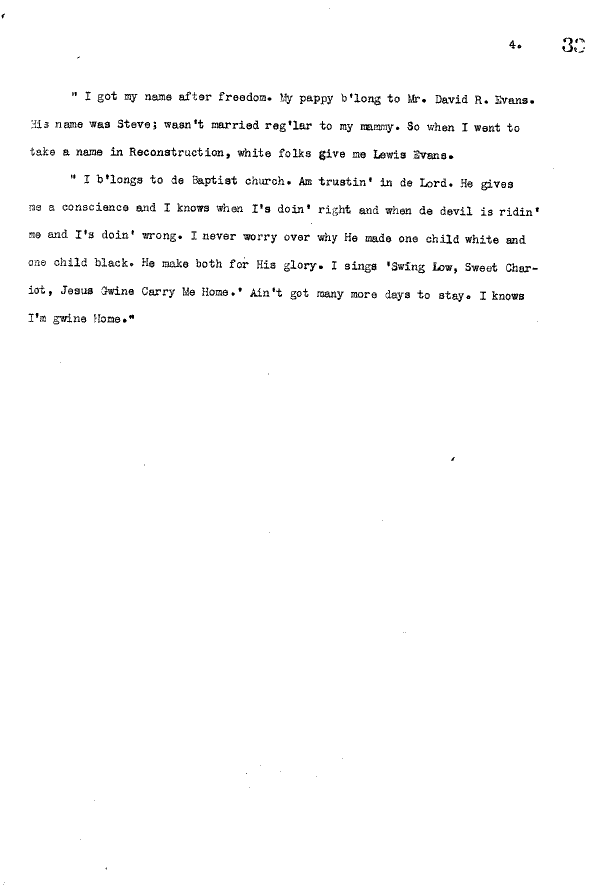 4. 33
" I got my name after freedom. My pappy b'long to Mr. David R. Evans.
His name was Steve; wasn't married reg'lar to my mammy. So when I went to
take a name in Reconstruction, white folks give me Lewis Evans.
" I b'longs to de Baptist church. Am trustin' in de Lord. He gives
me a conscience and I knows when I's doin' right and when de devil is ridin'
me and I's doin' wrong. I never worry over why He made one child white and
one child black. He make both for His glory. I sings 'Swing Low, Sweet Char-
iot, Jesus Gwine Carry Me Home.' Ain't got many more days to stay. I knows
I'm gwine Home."